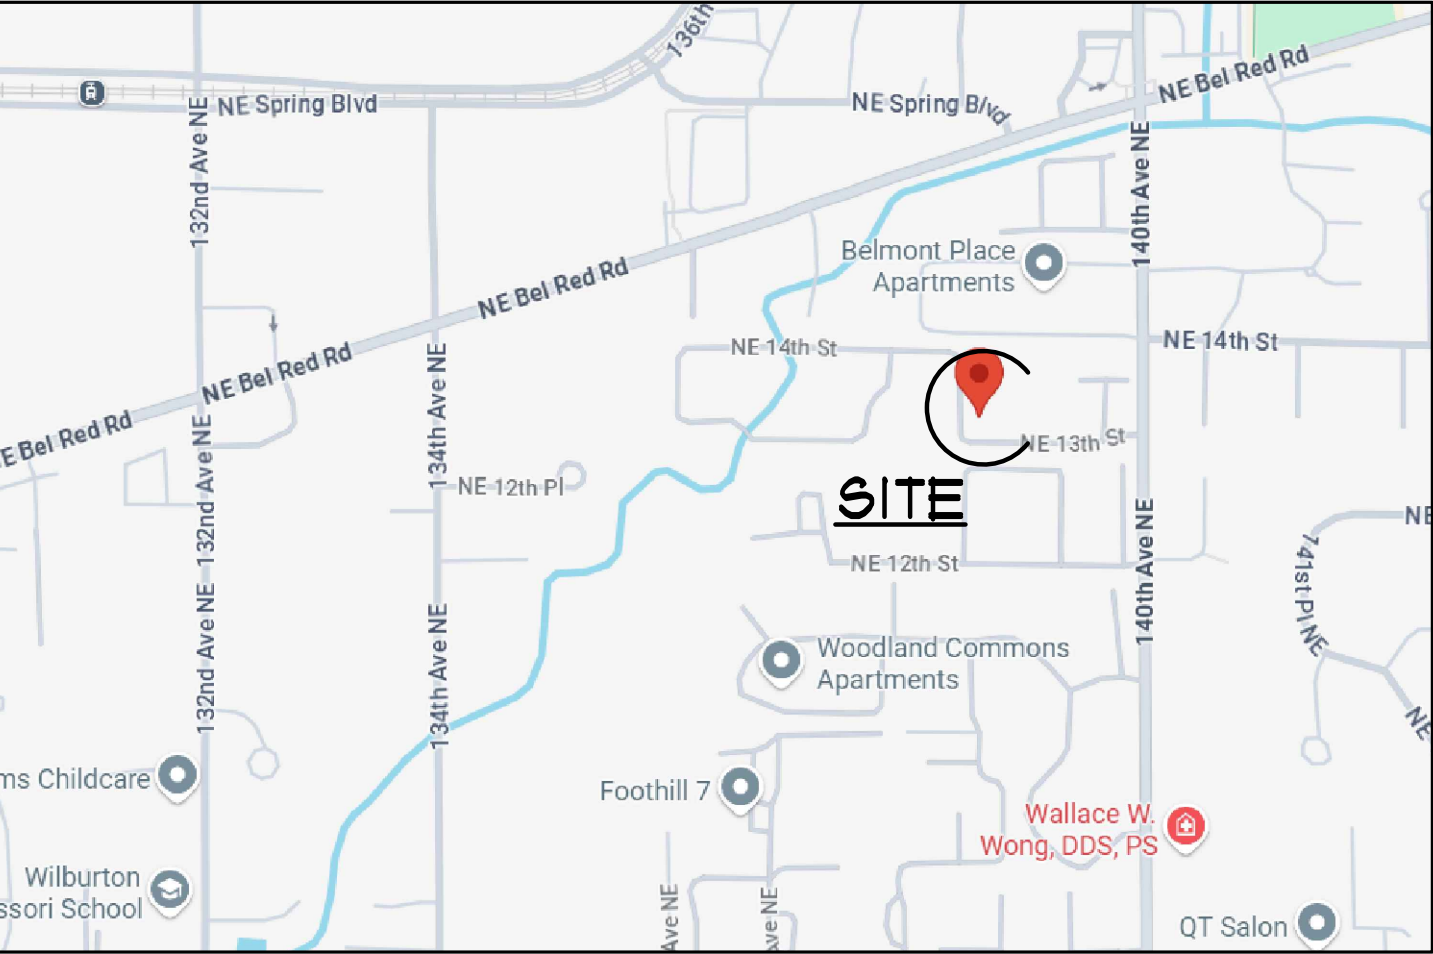 136th
NE Spring Blvd
NE Spring Blvd
NE Bel Red Rd
132nd Ave NE
140th Ave NE
Belmont Place
Apartments
NE Bel Red Rd
NE 14th St
NE 14th St
NE Bel Red Rd
134th Ave NE
E Bel Red Rd
132nd Ave NE
NE 13th St
NE 12th Pl
SITE
NE
140th Ave NE
141st Pl NE
NE 12th St
132nd Ave NE
134th Ave NE
Woodland Commons
Apartments
NE
ms Childcare
Foothill 7
Wallace W.
Wong, DDS, PS
Wilburton
ssori School
Ave NE
Ave NE
QT Salon